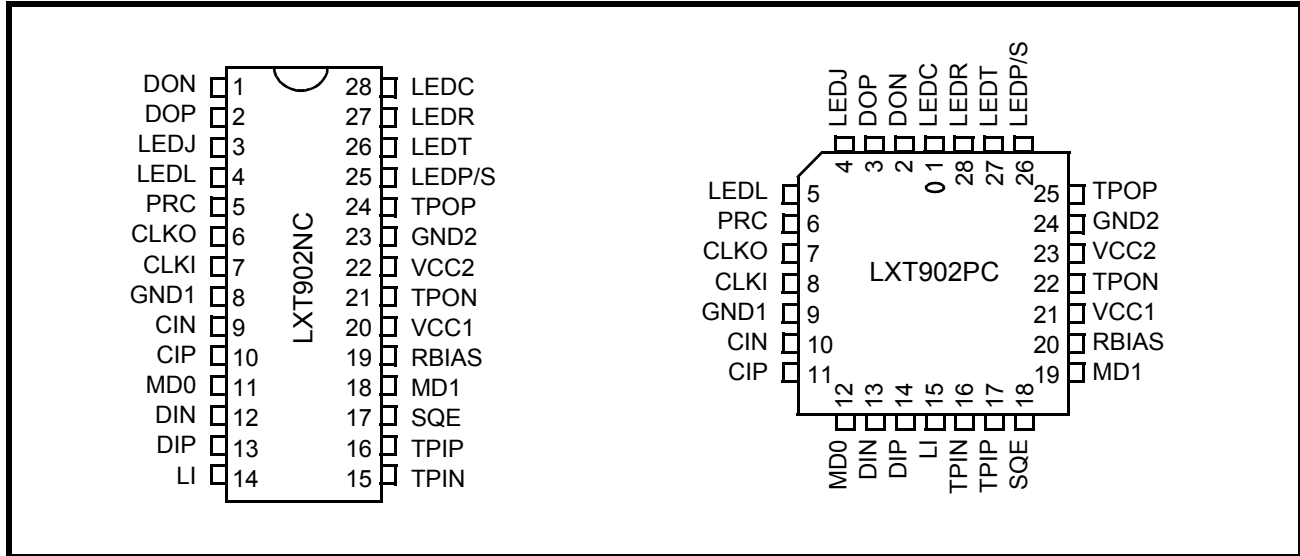 DON 1 28 LEDC
DOP 2 27 LEDR
LEDJ 3 26 LEDT
LEDL 4 25 LEDP/S
PRC 5 24 TPOP
CLKO 6 23 GND2
CLKI 7 22 VCC2
GND1 8 21 TPON
CIN 9 20 VCC1
CIP 10 19 RBIAS
MD0 11 18 MD1
DIN 12 17 SQE
DIP 13 16 TPIP
LI 14 15 TPIN
LXT902NC
LEDJ DOP DON LEDC LEDR LEDT LEDP/S
4 3 2 1 28 27 26
LEDL 5 25 TPOP
PRC 6 24 GND2
CLKO 7 23 VCC2
CLKI 8 22 TPON
GND1 9 21 VCC1
CIN 10 20 RBIAS
CIP 11 19 MD1
LXT902PC
12 13 14 15 16 17 18
MD0 DIN DIP LI TPIN TPIP SQE